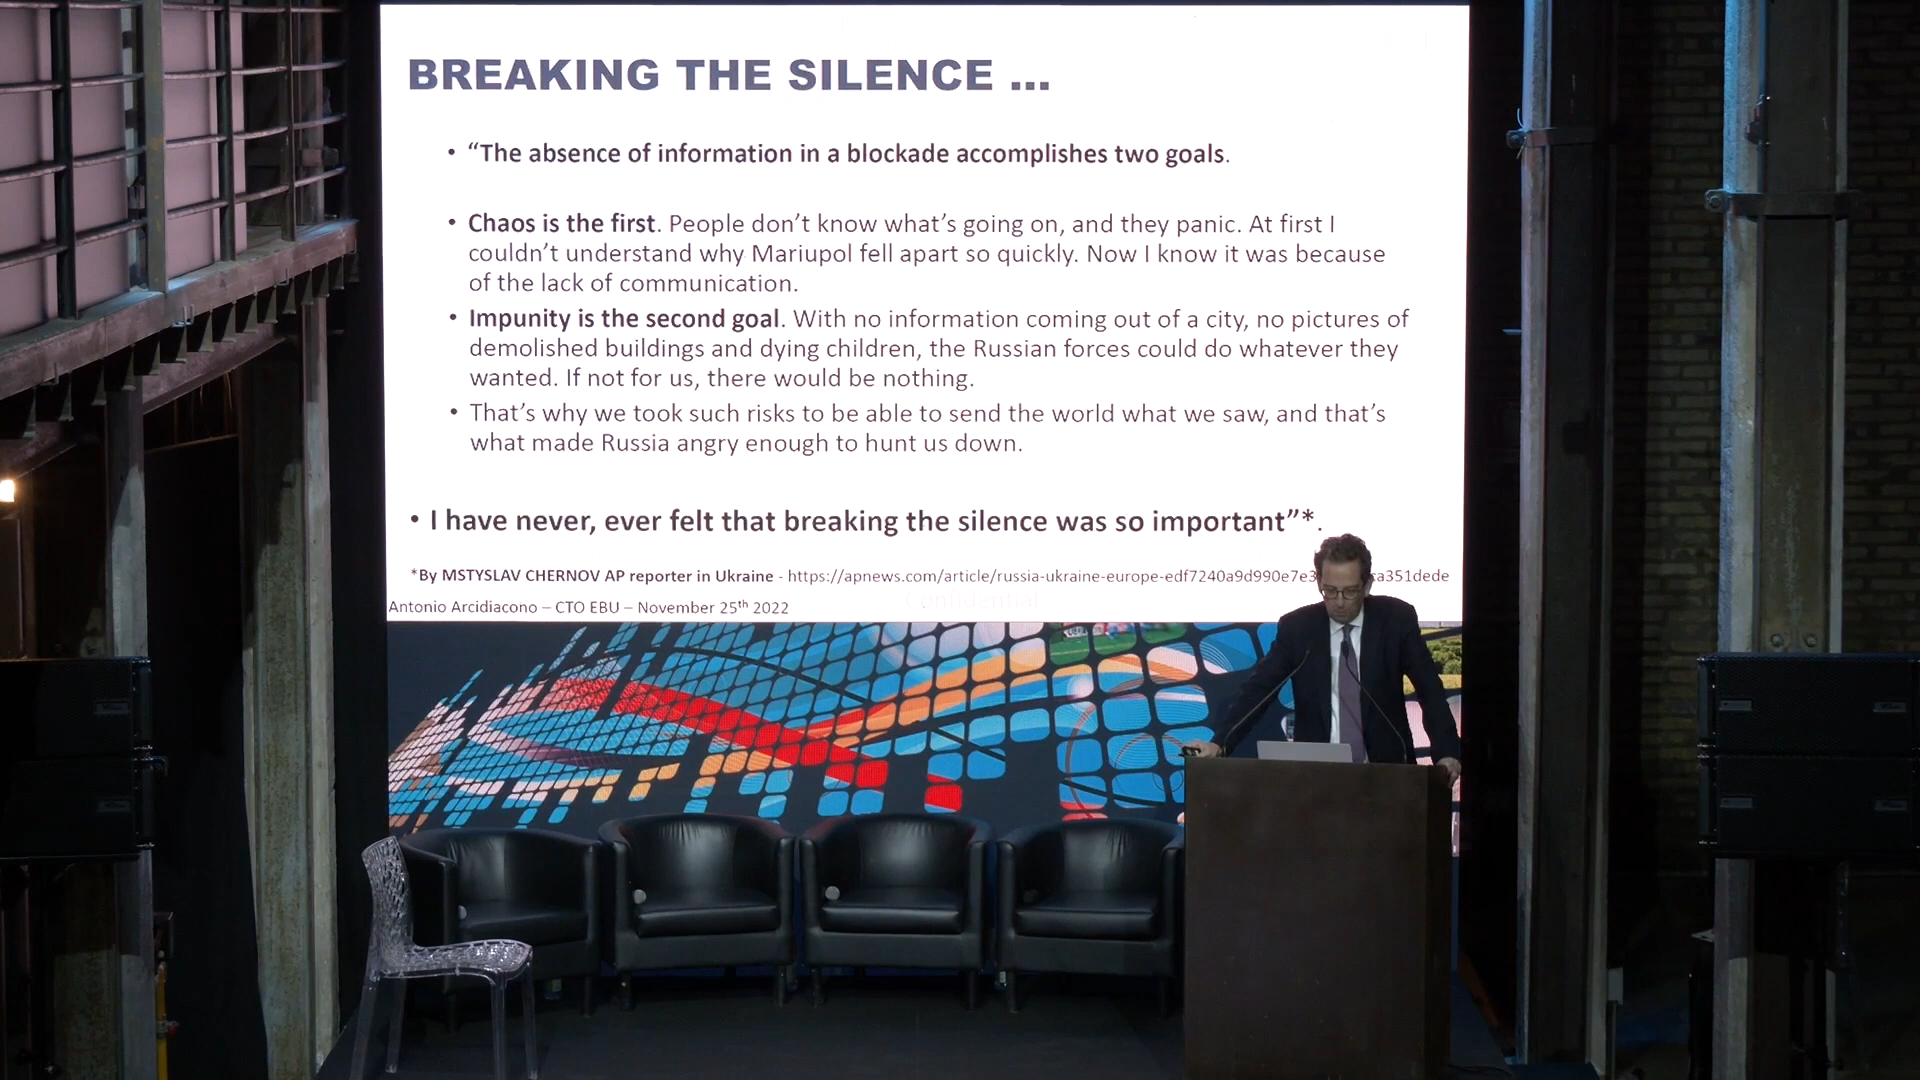 BREAKING THE SILENCE ...
• “The absence of information in a blockade accomplishes two goals.
• Chaos is the first. People don’t know what’s going on, and they panic. At first I
couldn’t understand why Mariupol fell apart so quickly. Now I know it was because
of the lack of communication.
• Impunity is the second goal. With no information coming out of a city, no pictures of
demolished buildings and dying children, the Russian forces could do whatever they
wanted. If not for us, there would be nothing.
• That’s why we took such risks to be able to send the world what we saw, and that’s
what made Russia angry enough to hunt us down.
• I have never, ever felt that breaking the silence was so important”*.
*By MSTYSLAV CHERNOV AP reporter in Ukraine - https://apnews.com/article/russia-ukraine-europe-edf7240a9d990e7e3 a351dede
Confidential
Antonio Arcidiacono – CTO EBU – November 25th 2022